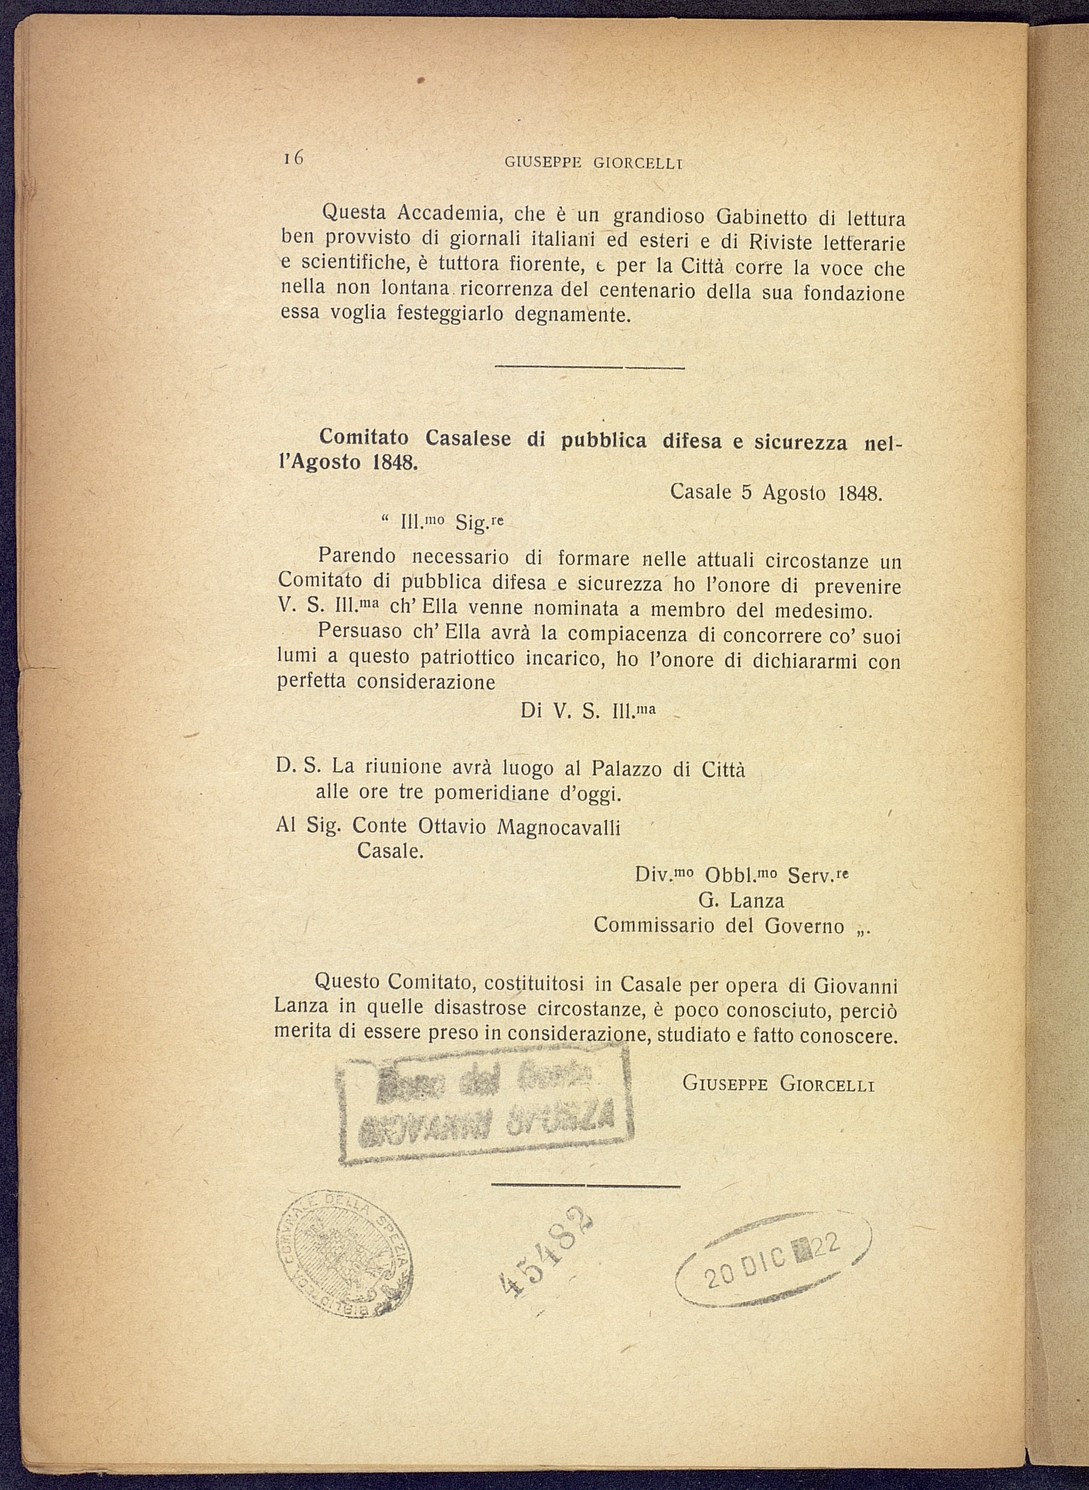 16
GIUSEPPE GIORCELLI
Questa Accademia, che è un grandioso Gabinetto di lettura
ben provvisto di giornali italiani ed esteri e di Riviste letterarie
e scientifiche, è tuttora fiorente, e per la Città corre la voce che
nella non lontana ricorrenza del centenario della sua fondazione
essa voglia festeggiarlo degnamente.
Comitato Casalese di pubblica difesa e sicurezza nel-
l'Agosto 1848.
Casale 5 Agosto 1848.
“ Ill.mo Sig.re
Parendo necessario di formare nelle attuali circostanze un
Comitato di pubblica difesa e sicurezza ho l'onore di prevenire
V. S. Ill.ma ch' Ella venne nominata a membro del medesimo.
Persuaso ch' Ella avrà la compiacenza di concorrere co' suoi
lumi a questo patriottico incarico, ho l'onore di dichiararmi con
perfetta considerazione
Di V. S. Ill.ma
D. S. La riunione avrà luogo al Palazzo di Città
alle ore tre pomeridiane d'oggi.
Al Sig. Conte Ottavio Magnocavalli
Casale.
Div.mo Obbl.mo Serv.re
G. Lanza
Commissario del Governo „.
Questo Comitato, costituitosi in Casale per opera di Giovanni
Lanza in quelle disastrose circostanze, è poco conosciuto, perciò
merita di essere preso in considerazione, studiato e fatto conoscere.
GIUSEPPE GIORCELLI
del
GIOVANNI SFORZA
BIBLIOTECA COMUNALE DELLA SPEZIA
45482
20 DIC 22